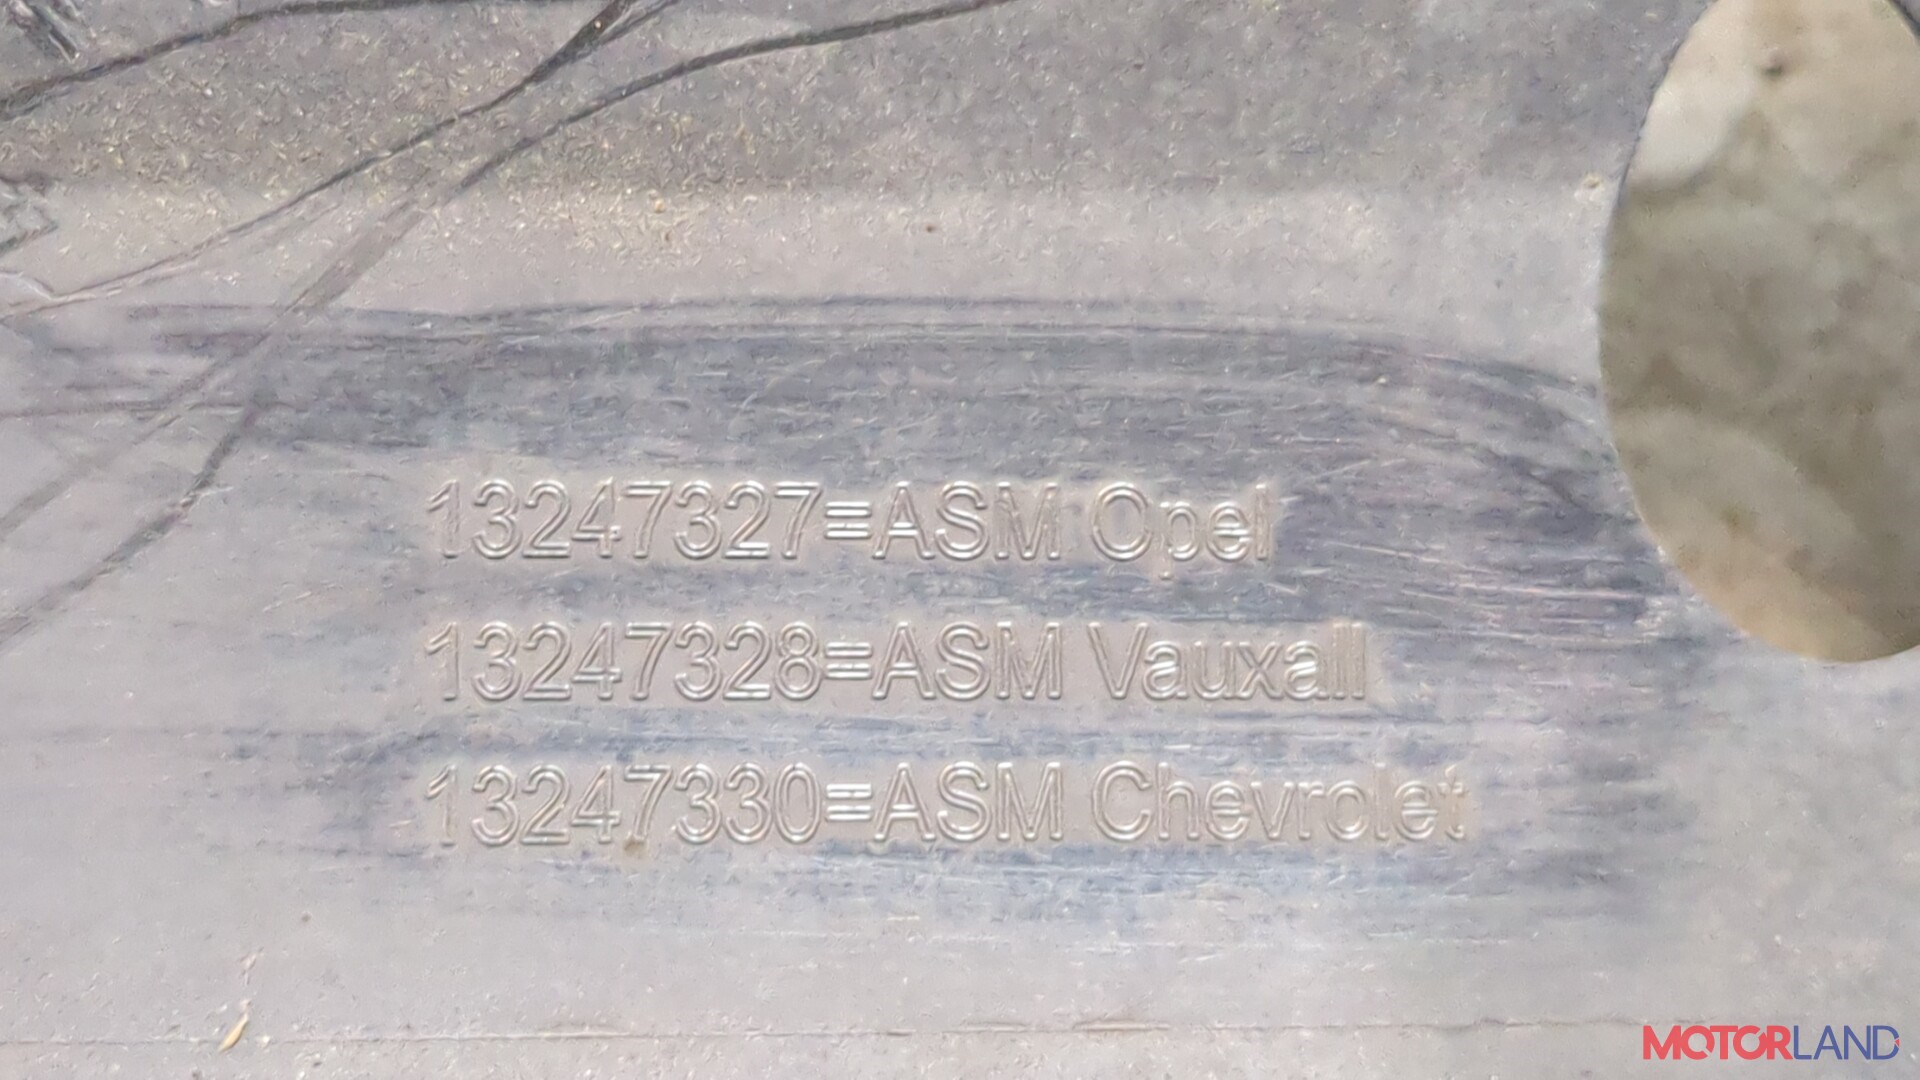 13247327=ASM Opel
13247328=ASM Vauxall
13247330=ASM Chevrolet
MOTORLAND